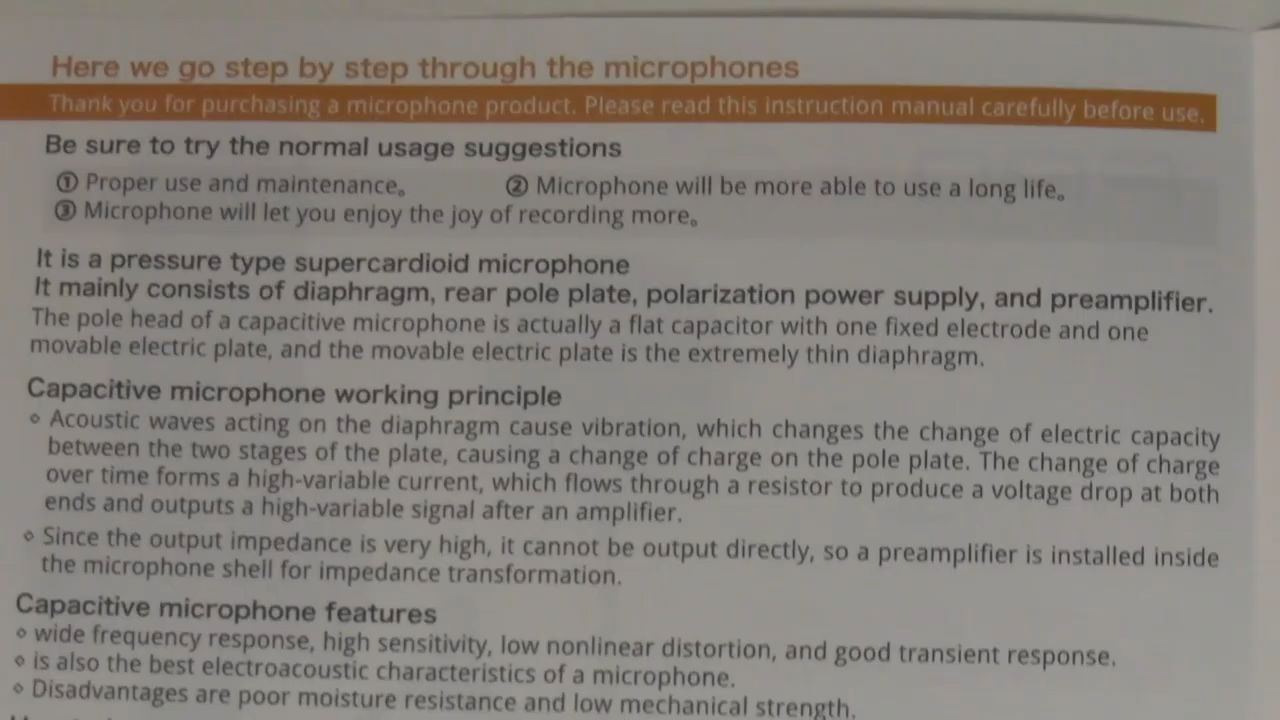 Here we go step by step through the microphones
Thank you for purchasing a microphone product. Please read this instruction manual carefully before use.
Be sure to try the normal usage suggestions
① Proper use and maintenance。 ② Microphone will be more able to use a long life。
③ Microphone will let you enjoy the joy of recording more。
It is a pressure type supercardioid microphone
It mainly consists of diaphragm, rear pole plate, polarization power supply, and preamplifier.
The pole head of a capacitive microphone is actually a flat capacitor with one fixed electrode and one
movable electric plate, and the movable electric plate is the extremely thin diaphragm.
Capacitive microphone working principle
⋄ Acoustic waves acting on the diaphragm cause vibration, which changes the change of electric capacity
between the two stages of the plate, causing a change of charge on the pole plate. The change of charge
over time forms a high-variable current, which flows through a resistor to produce a voltage drop at both
ends and outputs a high-variable signal after an amplifier.
⋄ Since the output impedance is very high, it cannot be output directly, so a preamplifier is installed inside
the microphone shell for impedance transformation.
Capacitive microphone features
⋄ wide frequency response, high sensitivity, low nonlinear distortion, and good transient response.
⋄ is also the best electroacoustic characteristics of a microphone.
⋄ Disadvantages are poor moisture resistance and low mechanical strength.